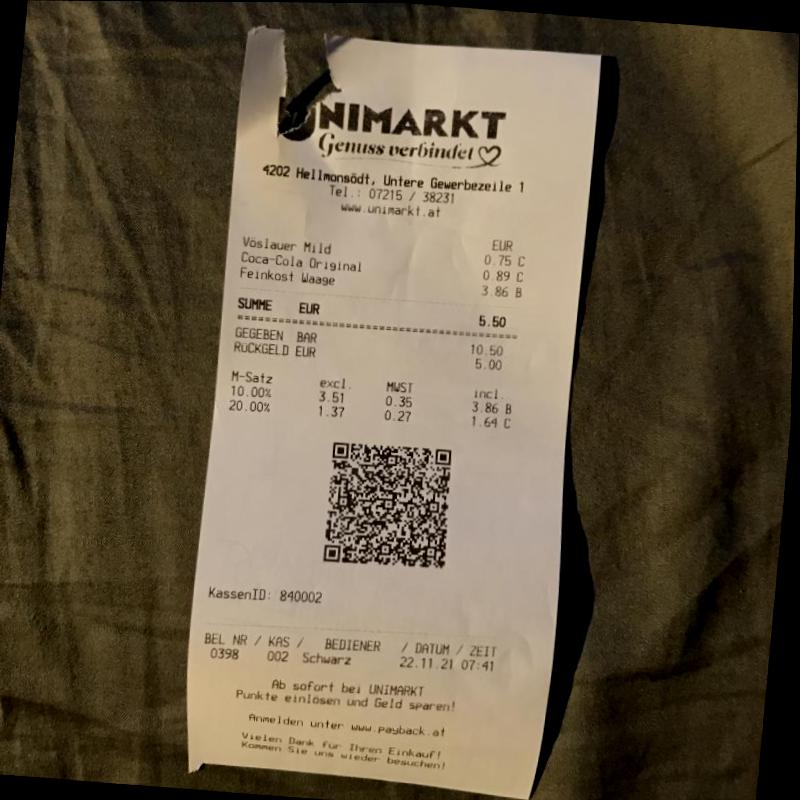 UNIMARKT
Genuss verbindet
4202 Hellmonsödt, Untere Gewerbezeile 1
Tel.: 07215 / 38231
www.unimarkt.at
EUR
Vöslauer Mild 0.75 C
Coca-Cola Original 0.89 C
Feinkost Waage 3.86 B
SUMME EUR 5.50
GEGEBEN BAR 10.50
RÜCKGELD EUR 5.00
M-Satz excl. MWST incl.
10.00% 3.51 0.35 3.86 B
20.00% 1.37 0.27 1.64 C
KassenID: 840002
BEL NR / KAS / BEDIENER / DATUM / ZEIT
0398 002 Schwarz 22.11.21 07:41
Ab sofort bei UNIMARKT
Punkte einlösen und Geld sparen!
Anmelden unter www.payback.at
Vielen Dank für Ihren Einkauf!
Kommen Sie uns wieder besuchen!